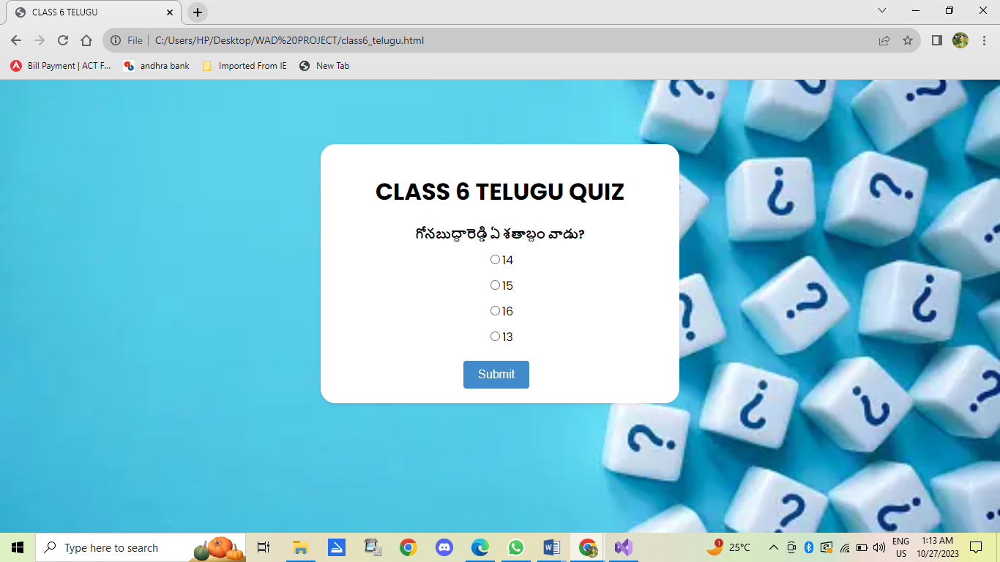 CLASS 6 TELUGU
File
C:/Users/HP/Desktop/WAD%20PROJECT/class6_telugu.html
Bill Payment | ACT F...
andhra bank
Imported From IE
New Tab
CLASS 6 TELUGU QUIZ
గోనబుద్ధారెడ్డి ఏ శతాబ్దం వాడు?
14
15
16
13
Submit
Type here to search
1
25°C
ENG
US
1:13 AM
10/27/2023